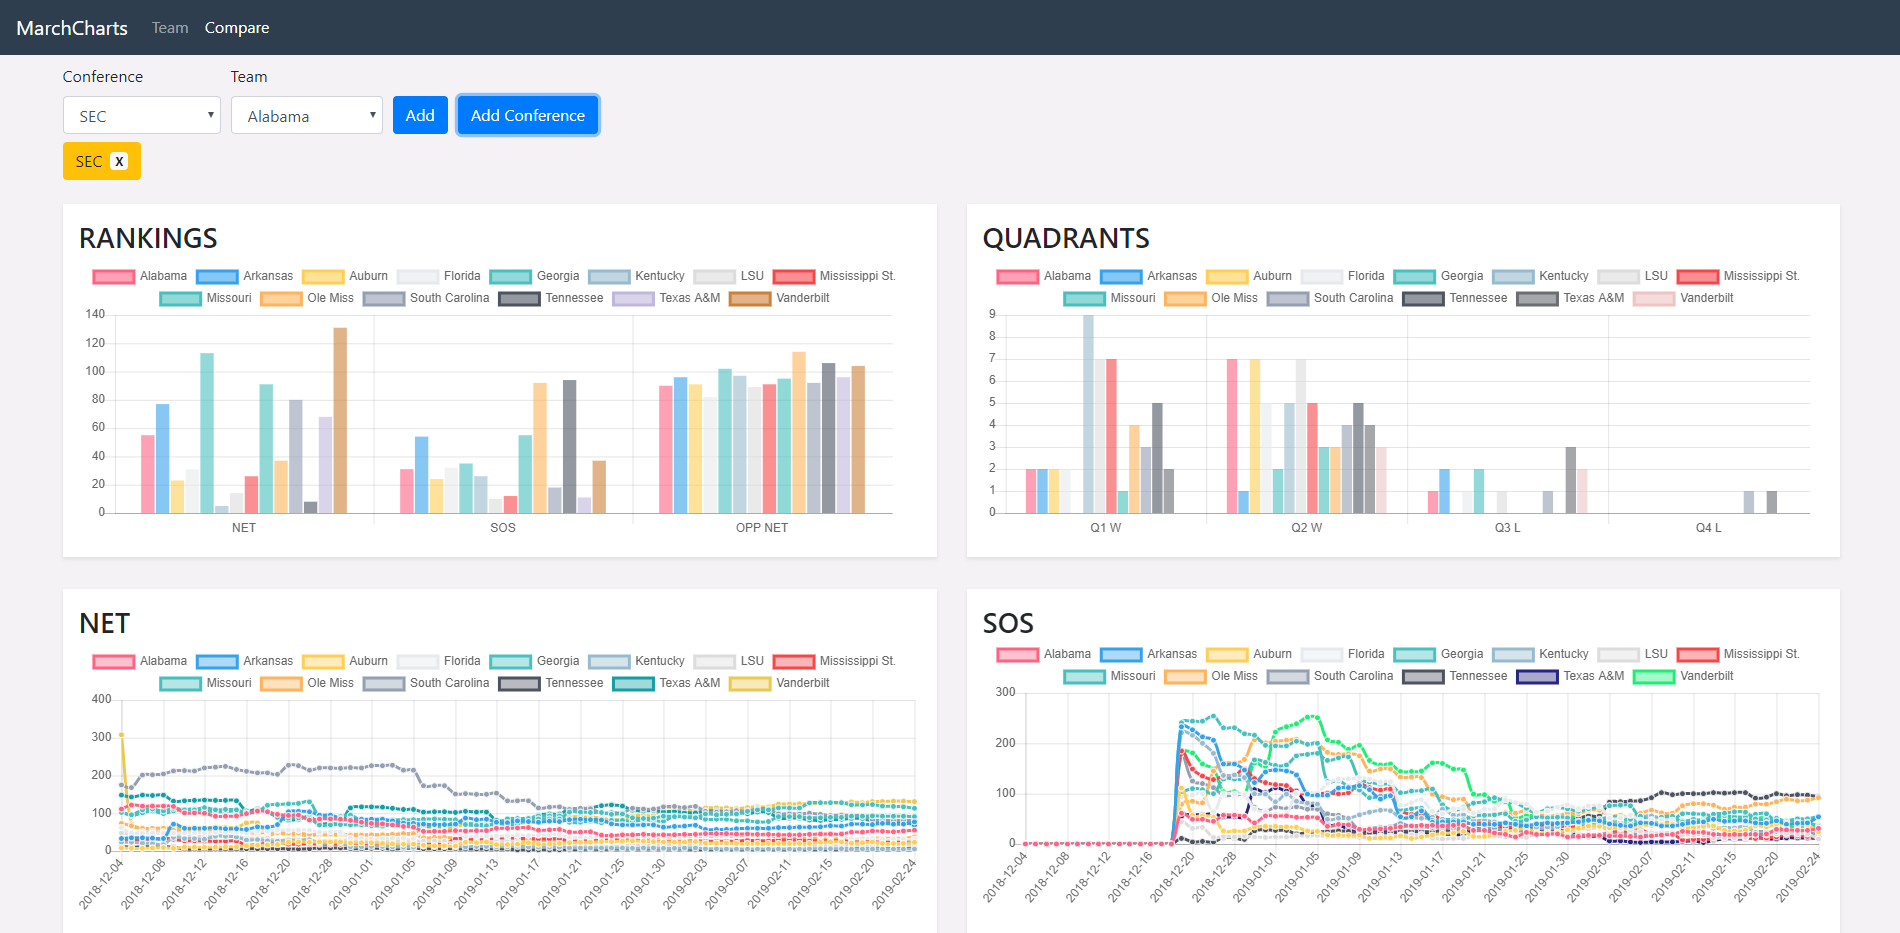 MarchCharts Team Compare
Conference Team
SEC Alabama Add Add Conference
SEC X
RANKINGS
Alabama Arkansas Auburn Florida Georgia Kentucky LSU Mississippi St.
Missouri Ole Miss South Carolina Tennessee Texas A&M Vanderbilt
140
120
100
80
60
40
20
0
NET SOS OPP NET
QUADRANTS
Alabama Arkansas Auburn Florida Georgia Kentucky LSU Mississippi St.
Missouri Ole Miss South Carolina Tennessee Texas A&M Vanderbilt
9
8
7
6
5
4
3
2
1
0
Q1 W Q2 W Q3 L Q4 L
NET
Alabama Arkansas Auburn Florida Georgia Kentucky LSU Mississippi St.
Missouri Ole Miss South Carolina Tennessee Texas A&M Vanderbilt
400
300
200
100
0
2018-12-04 2018-12-08 2018-12-12 2018-12-16 2018-12-20 2018-12-28 2019-01-01 2019-01-05 2019-01-09 2019-01-13 2019-01-17 2019-01-21 2019-01-25 2019-01-30 2019-02-03 2019-02-07 2019-02-11 2019-02-15 2019-02-20 2019-02-24
SOS
Alabama Arkansas Auburn Florida Georgia Kentucky LSU Mississippi St.
Missouri Ole Miss South Carolina Tennessee Texas A&M Vanderbilt
300
200
100
0
2018-12-04 2018-12-08 2018-12-12 2018-12-16 2018-12-20 2018-12-28 2019-01-01 2019-01-05 2019-01-09 2019-01-13 2019-01-17 2019-01-21 2019-01-25 2019-01-30 2019-02-03 2019-02-07 2019-02-11 2019-02-15 2019-02-20 2019-02-24